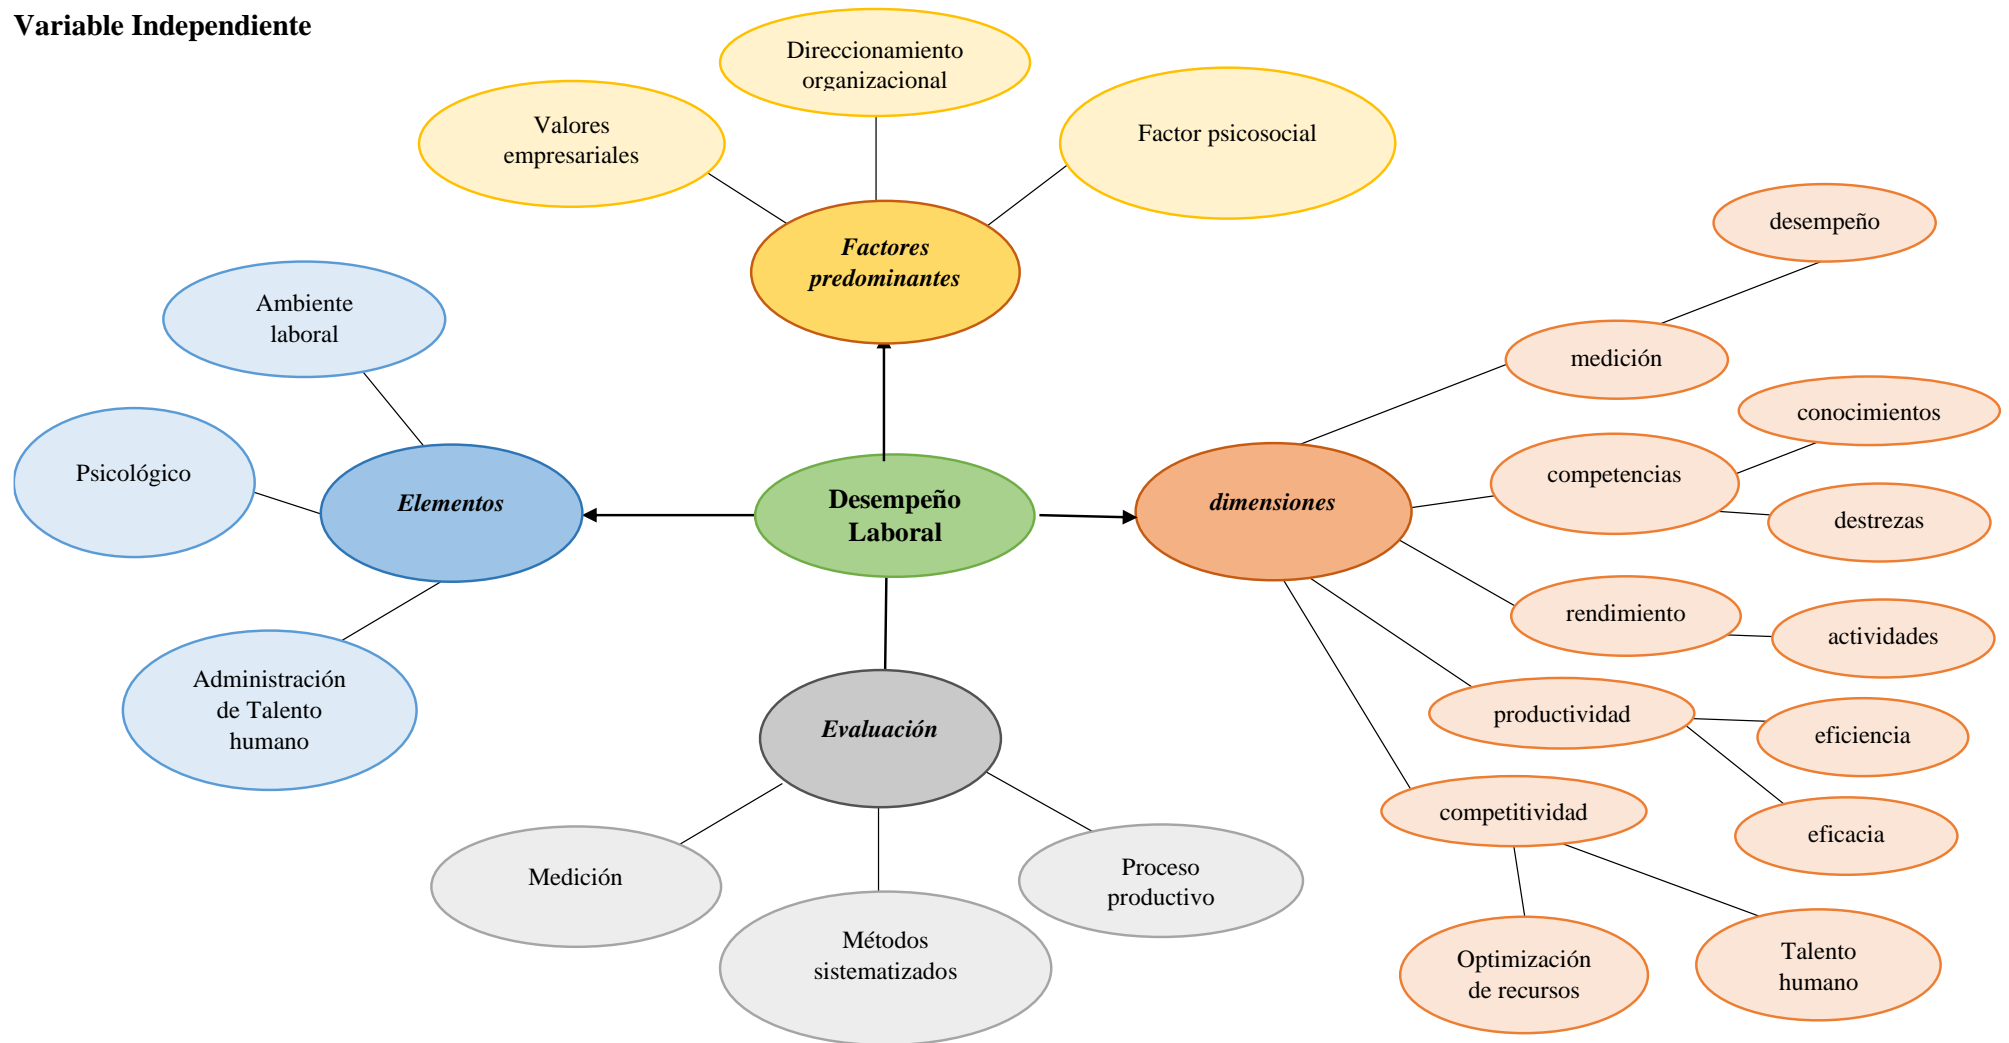 Variable Independiente
Direccionamiento
organizacional
Valores
empresariales
Factor psicosocial
Factores
predominantes
desempeño
Ambiente
laboral
medición
conocimientos
Psicológico
competencias
Elementos
Desempeño
Laboral
dimensiones
destrezas
rendimiento
actividades
Administración
de Talento
humano
Evaluación
productividad
eficiencia
competitividad
eficacia
Medición
Proceso
productivo
Métodos
sistematizados
Optimización
de recursos
Talento
humano